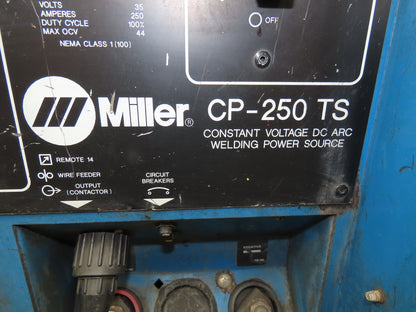 VOLTS 35
AMPERES 250
DUTY CYCLE 100%
MAX OCV 44
NEMA CLASS 1 (100)
OFF
Miller®
CP-250 TS
CONSTANT VOLTAGE DC ARC
WELDING POWER SOURCE
REMOTE 14
WIRE FEEDER
OUTPUT
(CONTACTOR)
CIRCUIT
BREAKERS